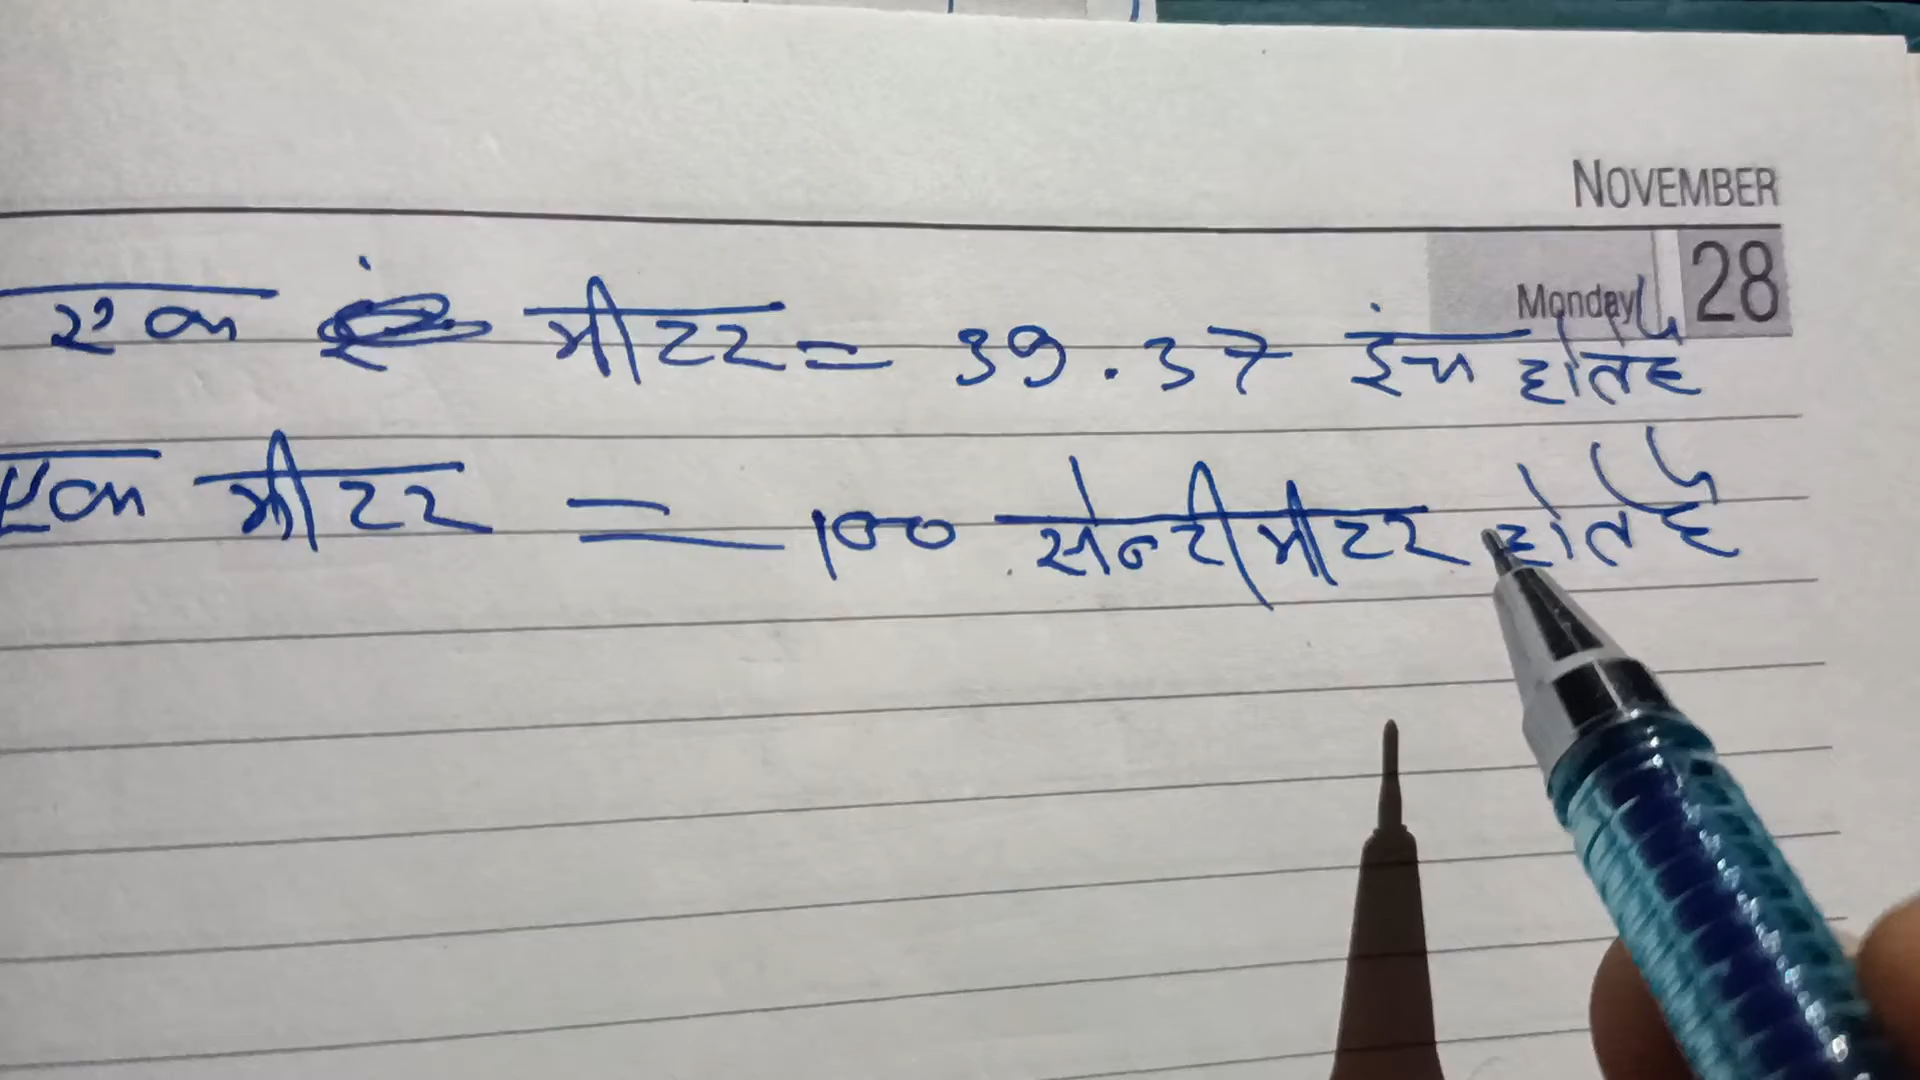 NOVEMBER
Monday 28
एक मीटर = 39.37 इंच होते है
एक मीटर = 100 सेन्टीमीटर होते है